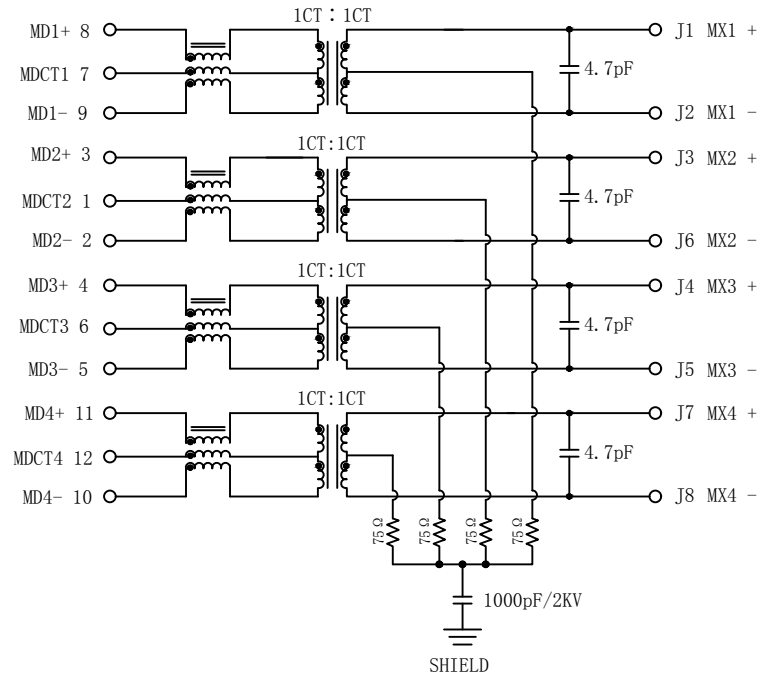 1CT : 1CT
MD1+ 8
J1 MX1 +
MDCT1 7
4.7pF
MD1- 9
J2 MX1 -
1CT:1CT
MD2+ 3
J3 MX2 +
MDCT2 1
4.7pF
MD2- 2
J6 MX2 -
1CT:1CT
MD3+ 4
J4 MX3 +
MDCT3 6
4.7pF
MD3- 5
J5 MX3 -
1CT:1CT
MD4+ 11
J7 MX4 +
MDCT4 12
4.7pF
MD4- 10
J8 MX4 -
75Ω
75Ω
75Ω
75Ω
1000pF/2KV
SHIELD